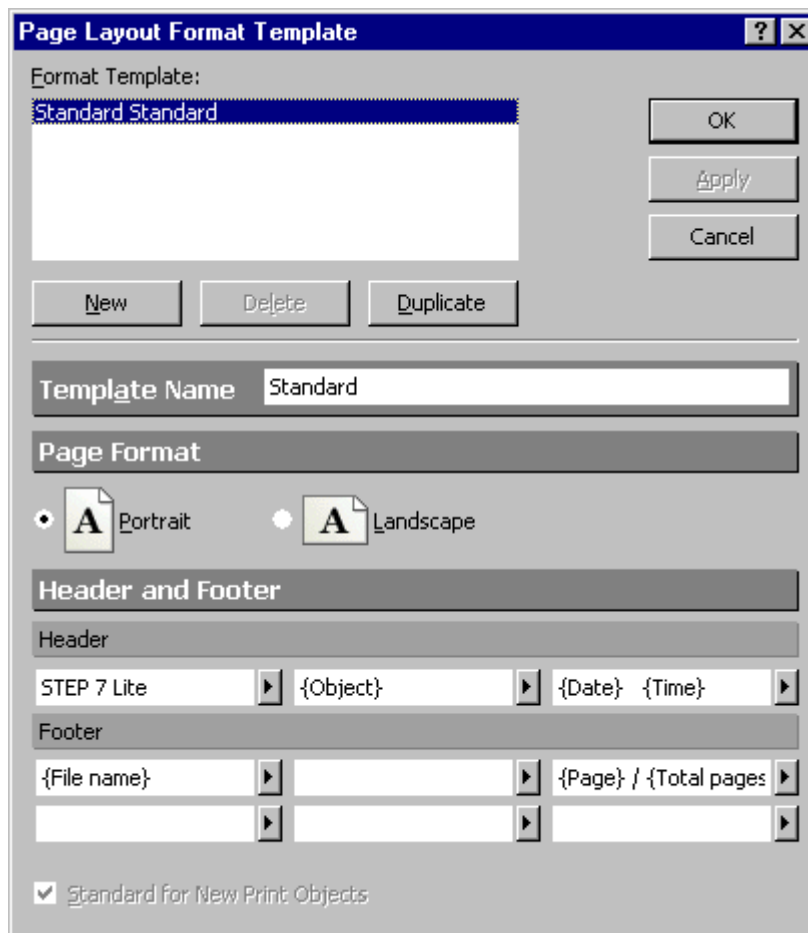 Page Layout Format Template
Format Template:
Standard Standard
OK
Apply
Cancel
New Delete Duplicate
Template Name Standard
Page Format
A Portrait A Landscape
Header and Footer
Header
STEP 7 Lite {Object} {Date} {Time}
Footer
{File name} {Page} / {Total pages
Standard for New Print Objects